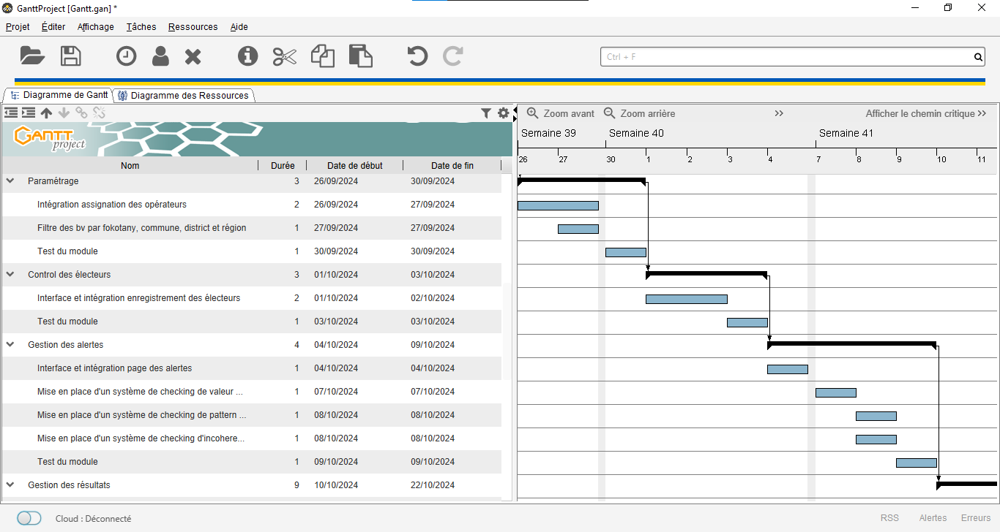 GanttProject [Gantt.gan] *
Projet Éditer Affichage Tâches Ressources Aide
Ctrl + F
Diagramme de Gantt Diagramme des Ressources
Zoom avant Zoom arrière >> Afficher le chemin critique >>
GANTT project
Semaine 39 Semaine 40 Semaine 41
26 27 30 1 2 3 4 7 8 9 10 11
Nom Durée Date de début Date de fin
Paramétrage 3 26/09/2024 30/09/2024
Intégration assignation des opérateurs 2 26/09/2024 27/09/2024
Filtre des bv par fokotany, commune, district et région 1 27/09/2024 27/09/2024
Test du module 1 30/09/2024 30/09/2024
Control des électeurs 3 01/10/2024 03/10/2024
Interface et intégration enregistrement des électeurs 2 01/10/2024 02/10/2024
Test du module 1 03/10/2024 03/10/2024
Gestion des alertes 4 04/10/2024 09/10/2024
Interface et intégration page des alertes 1 04/10/2024 04/10/2024
Mise en place d'un système de checking de valeur ... 1 07/10/2024 07/10/2024
Mise en place d'un système de checking de pattern ... 1 08/10/2024 08/10/2024
Mise en place d'un système de checking d'incohere... 1 08/10/2024 08/10/2024
Test du module 1 09/10/2024 09/10/2024
Gestion des résultats 9 10/10/2024 22/10/2024
Cloud : Déconnecté
RSS Alertes Erreurs